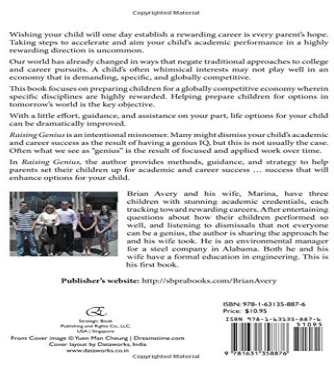 Copyrighted Material
Wishing your child will one day establish a rewarding career is every parent's hope.
Taking steps to accelerate and aim your child's academic performance in a highly
rewarding direction is uncommon.
Our world has already changed in ways that negate traditional approaches to college
and career pursuits. A child's often whimsical interests may not play well in an
economy that is demanding, specific, and globally competitive.
This book focuses on preparing children for a globally competitive economy wherein
specific disciplines are highly rewarded. Helping prepare children for options in
tomorrow's world is the key objective.
With a little effort, guidance, and assistance on your part, life options for your child
can be dramatically improved.
Raising Genius is an intentional misnomer. Many might dismiss your child's academic
and career success as the result of having a genius IQ, but this is not usually the case.
Often what we see as "genius" is the result of focused and applied work over time.
In Raising Genius, the author provides methods, guidance, and strategy to help
parents set their children up for academic and career success … success that will
enhance options for your child.
Brian Avery and his wife, Marina, have three
children with stunning academic credentials, each
tracking toward rewarding careers. After entertaining
questions about how their children performed so
well, and listening to dismissals that not everyone
can be a genius, the author is sharing the approach he
and his wife took. He is an environmental manager
for a steel company in Alabama. Both he and his
wife have a formal education in engineering. This is
his first book.
Publisher's website: http://sbprabooks.com/BrianAvery
Strategic Book
Publishing and Rights Co., LLC.
USA | Singapore
Front Cover image © Yuen Man Cheung | Dreamstime.com
Cover layout by Dataworks, India
www.dataworks.co.in
ISBN: 978-1-63135-887-6
Price: $10.95
ISBN 978-1-63135-887-6
51095
9 781631 358876
Copyrighted Material